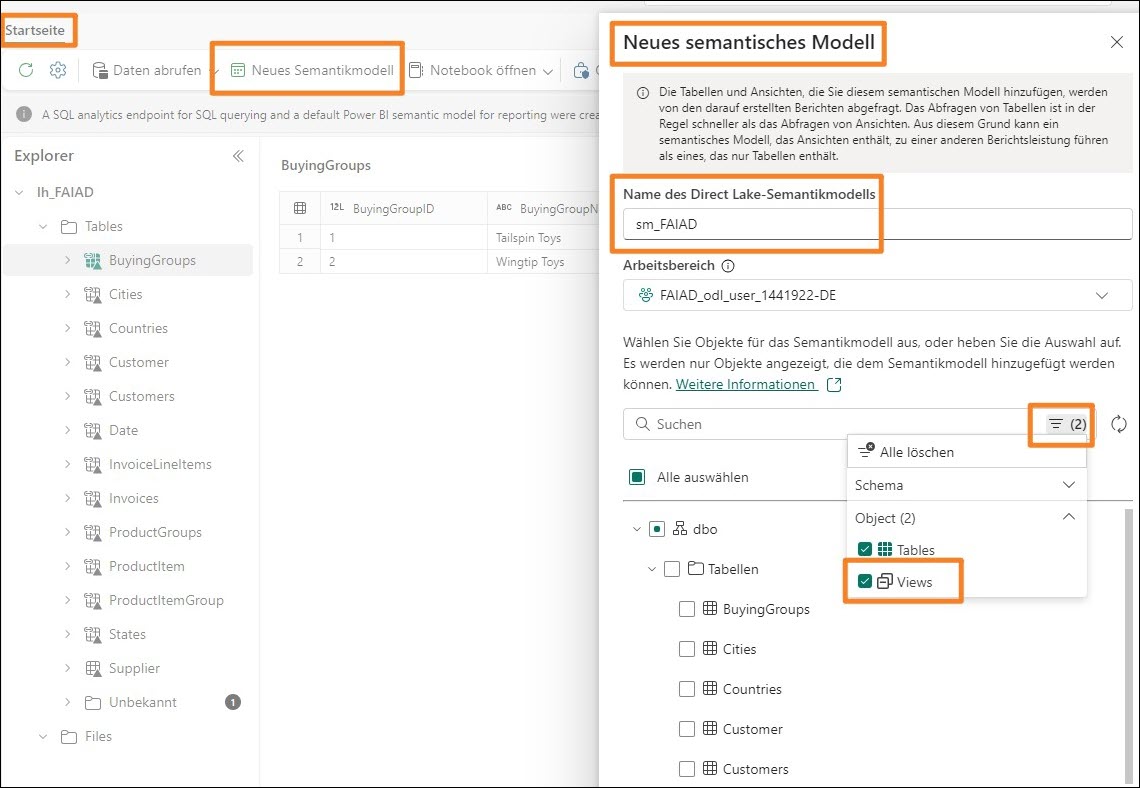 Startseite
Daten abrufen
Neues Semantikmodell
Notebook öffnen
A SQL analytics endpoint for SQL querying and a default Power BI semantic model for reporting were
Explorer
lh_FAIAD
Tables
BuyingGroups
Cities
Countries
Customer
Customers
Date
InvoiceLineItems
Invoices
ProductGroups
ProductItem
ProductItemGroup
States
Supplier
Unbekannt 1
Files
BuyingGroups
12L BuyingGroupID ABC
1 1 Tailspin Toys
2 2 Wingtip Toys
Neues semantisches Modell
Die Tabellen und Ansichten, die Sie diesem semantischen Modell hinzufügen, werden
von den darauf erstellten Berichten abgefragt. Das Abfragen von Tabellen ist in der
Regel schneller als das Abfragen von Ansichten. Aus diesem Grund kann ein
semantisches Modell, das Ansichten enthält, zu einer anderen Berichtsleistung führen
als eines, das nur Tabellen enthält.
Name des Direct Lake-Semantikmodells
sm_FAIAD
Arbeitsbereich
FAIAD_odl_user_1441922-DE
Wählen Sie Objekte für das Semantikmodell aus, oder heben Sie die Auswahl auf.
Es werden nur Objekte angezeigt, die dem Semantikmodell hinzugefügt werden
können. Weitere Informationen
Suchen (2)
Alle löschen
Schema
Object (2)
Tables
Views
Alle auswählen
dbo
Tabellen
BuyingGroups
Cities
Countries
Customer
Customers